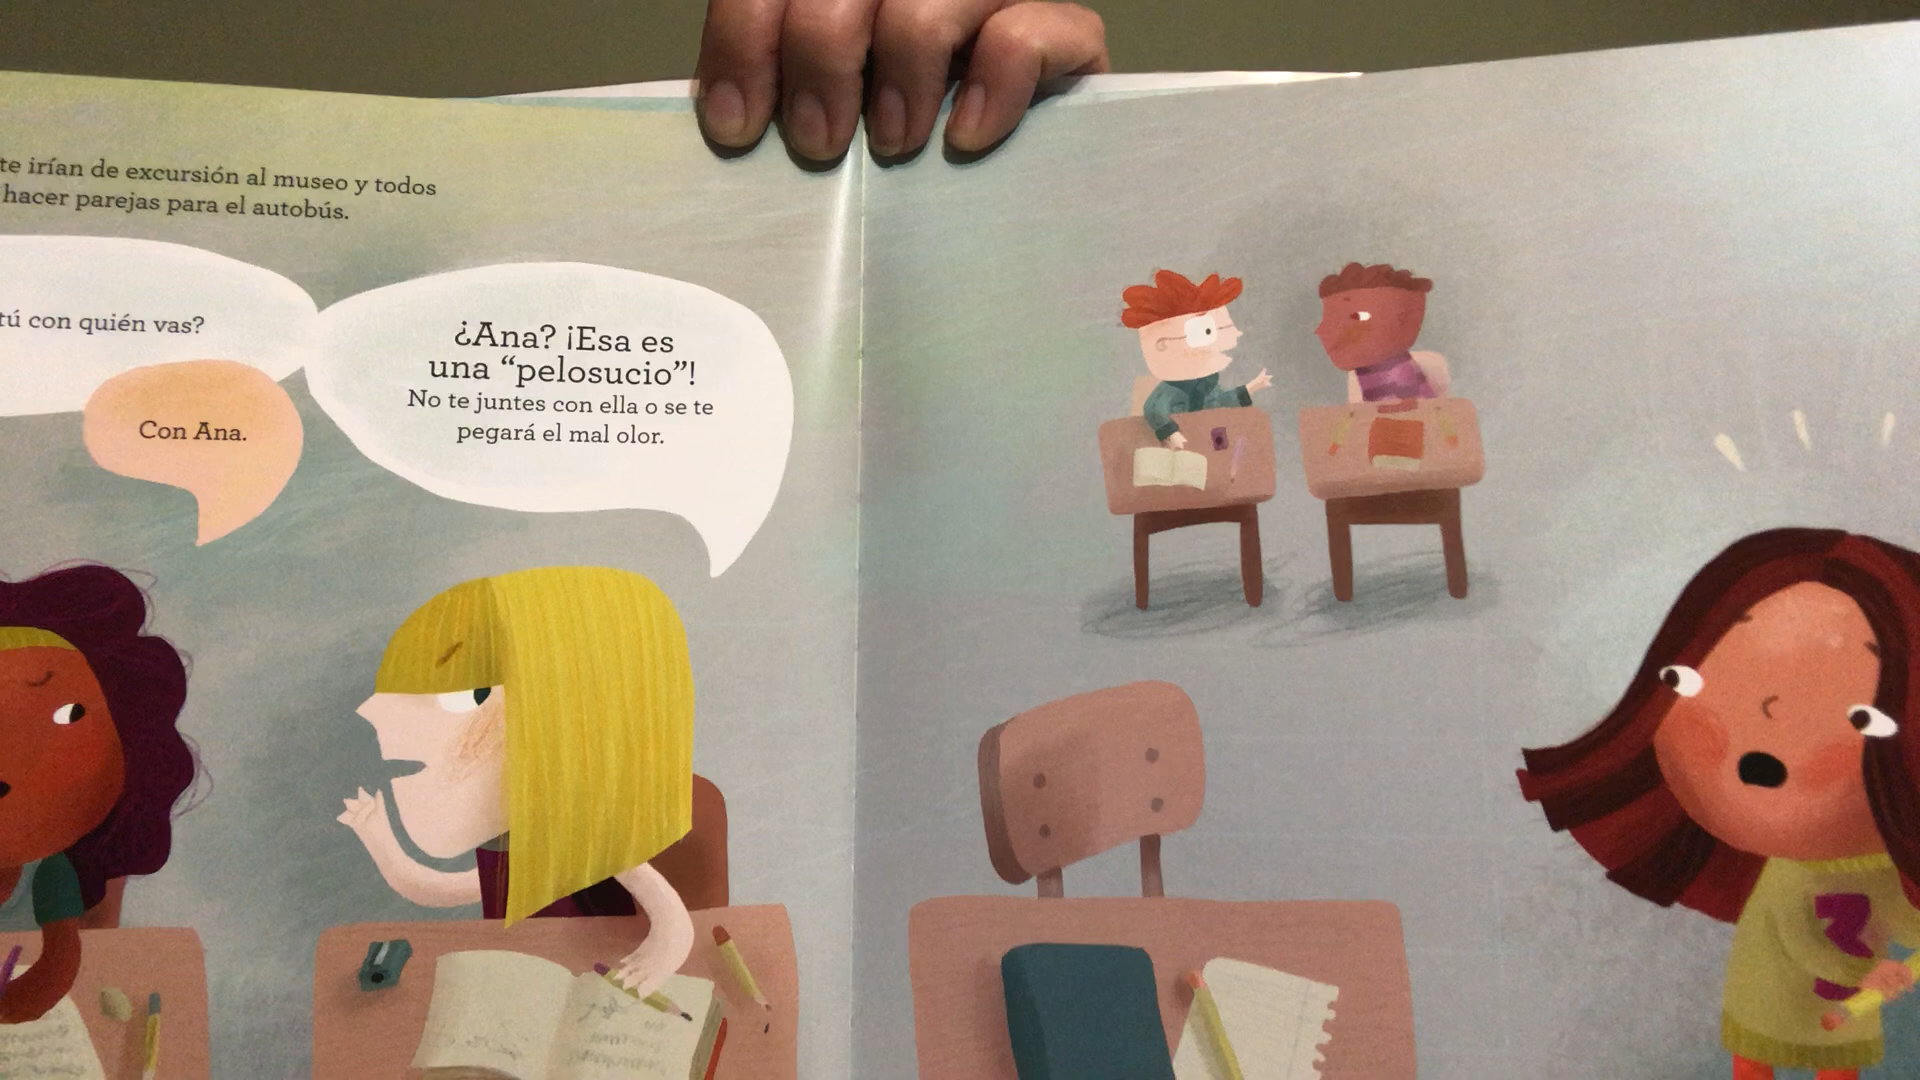 te irían de excursión al museo y todos
hacer parejas para el autobús.
tú con quién vas?
Con Ana.
¿Ana? ¡Esa es
una “pelosucio”!
No te juntes con ella o se te
pegará el mal olor.